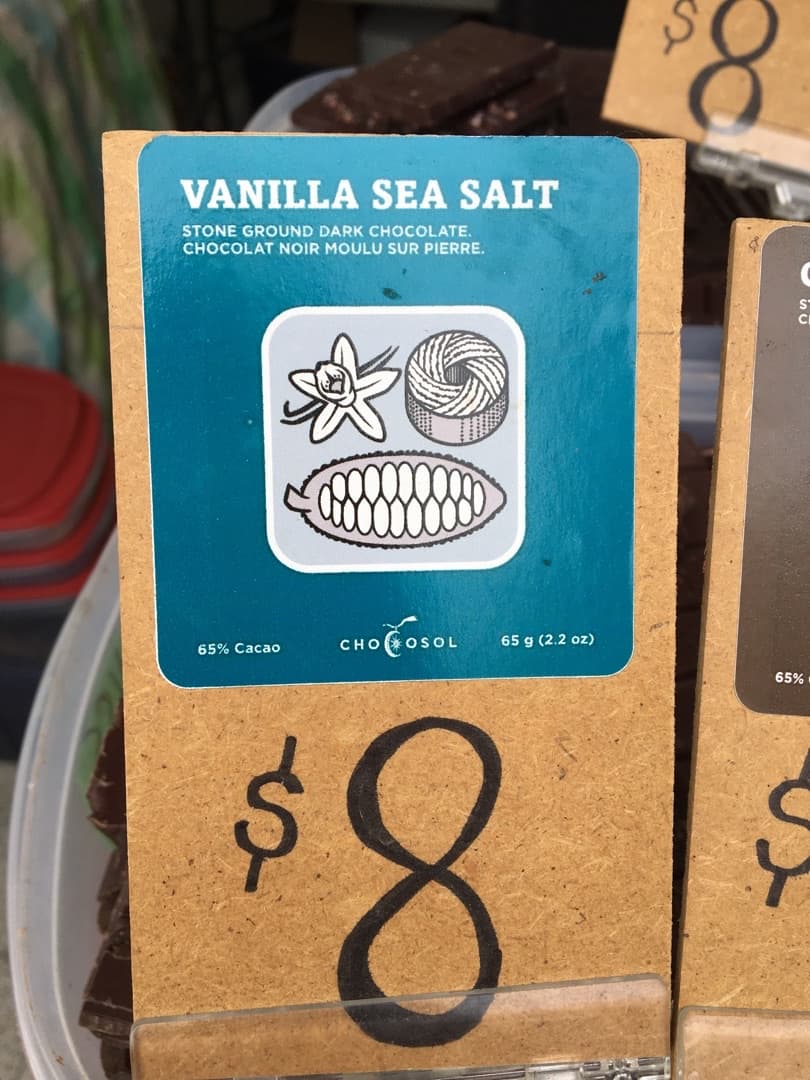 $8
VANILLA SEA SALT
STONE GROUND DARK CHOCOLATE.
CHOCOLAT NOIR MOULU SUR PIERRE.
65% Cacao
CHOCOSOL
65 g (2.2 oz)
$8
65%
$